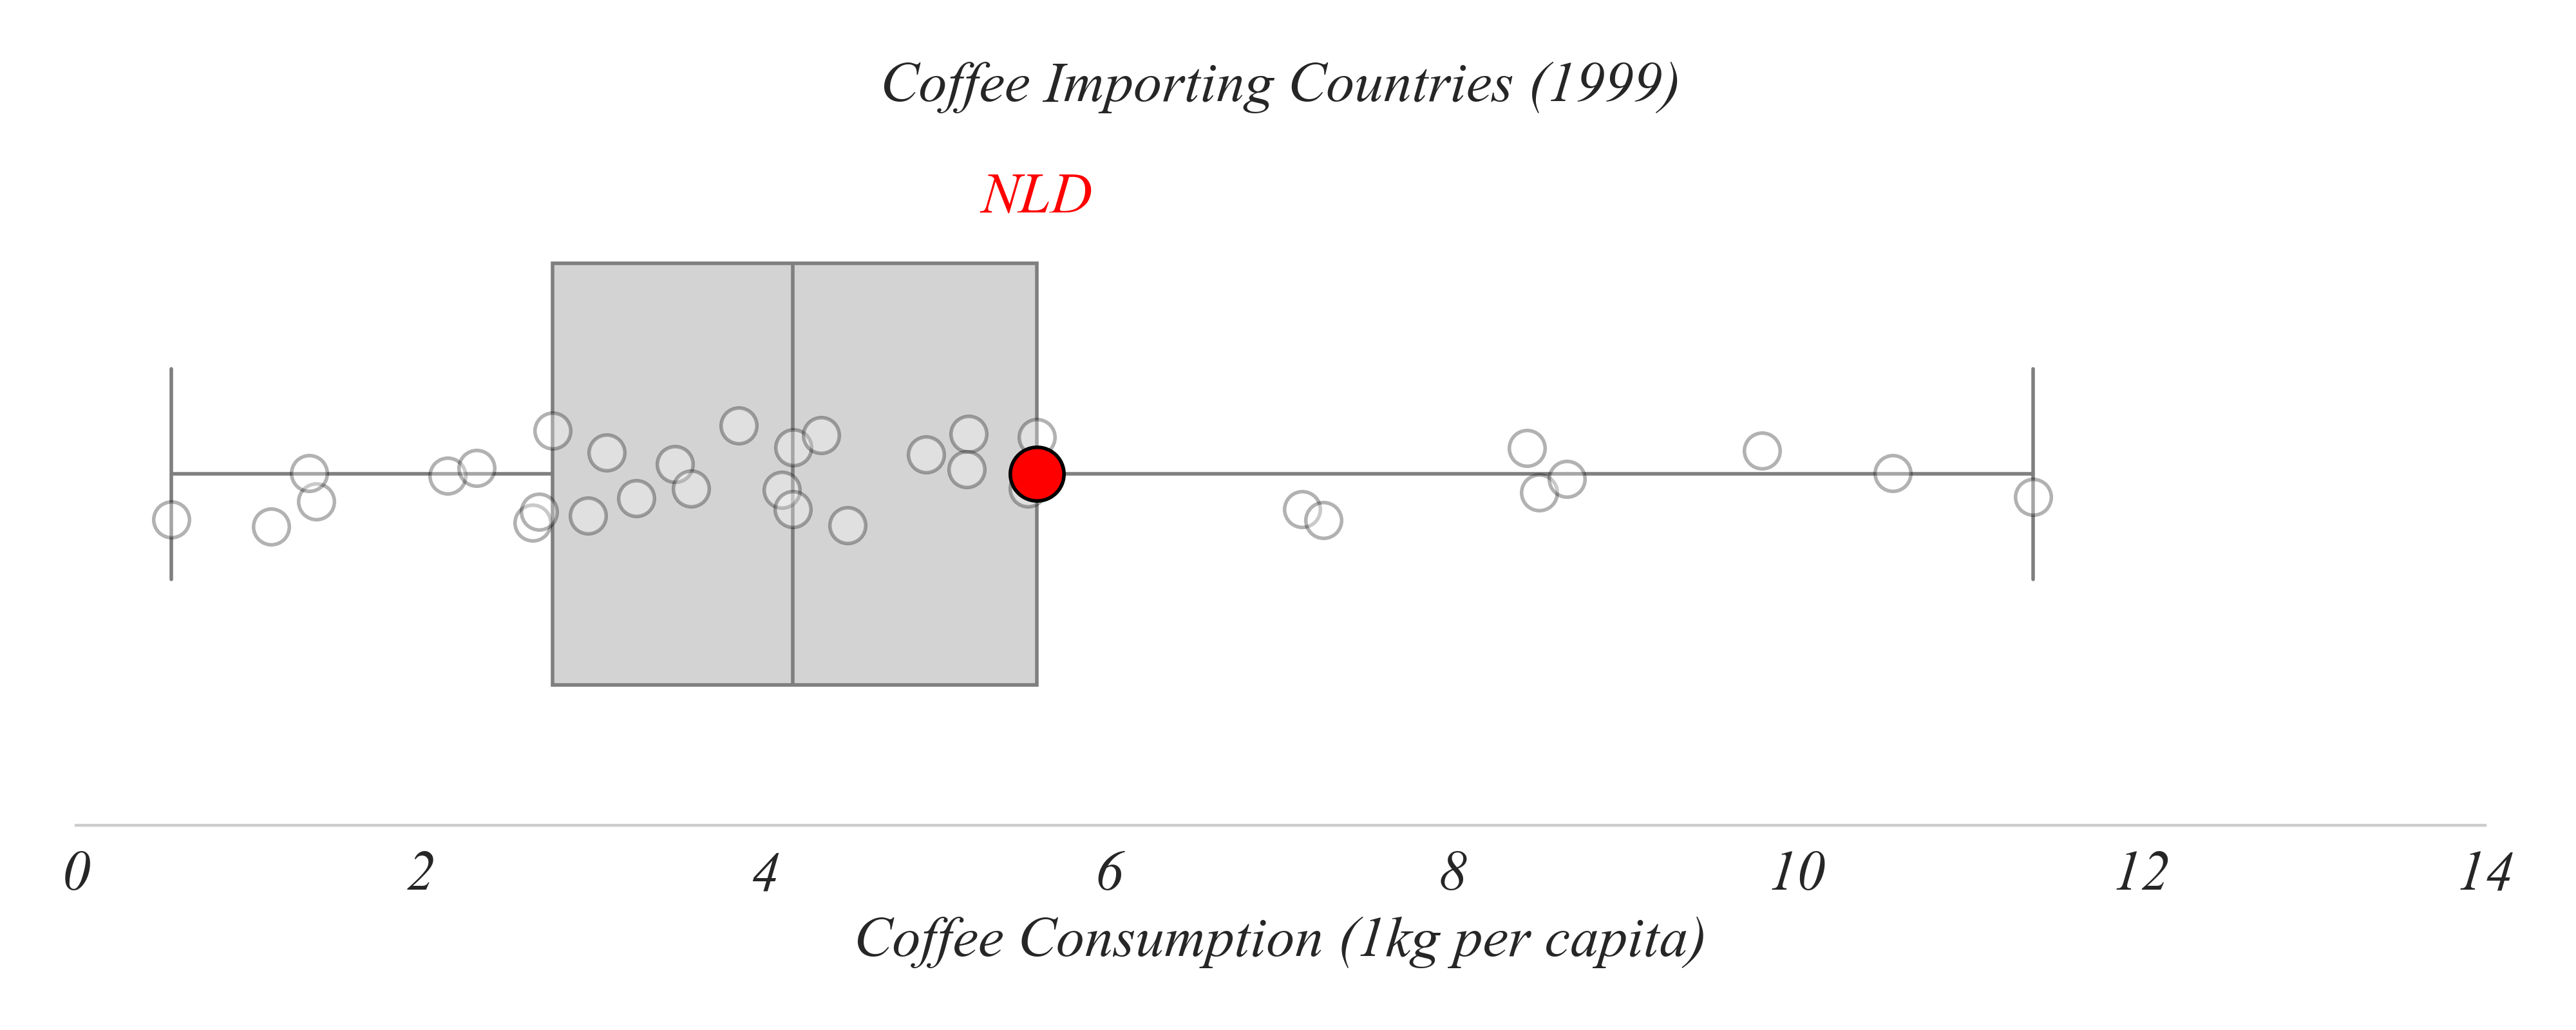 Coffee Importing Countries (1999)
NLD
0 2 4 6 8 10 12 14
Coffee Consumption (1kg per capita)